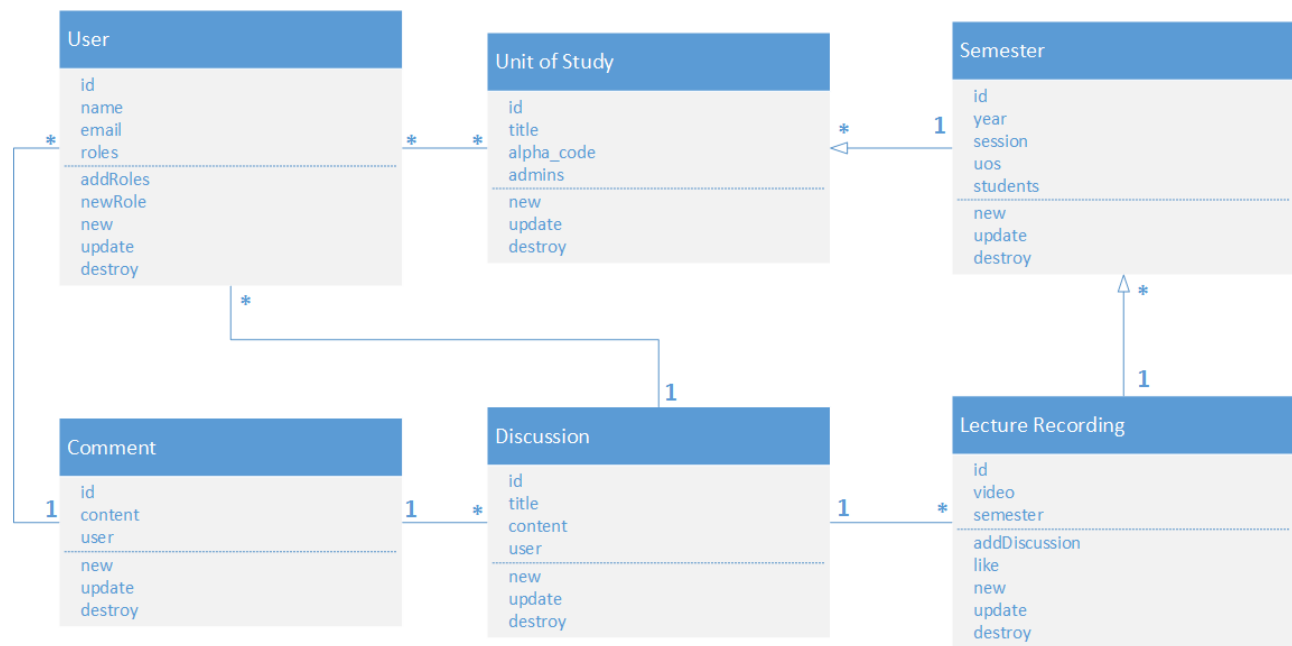 User
id
name
email
roles
addRoles
newRole
new
update
destroy
*
*
*
Unit of Study
id
title
alpha_code
admins
new
update
destroy
*
*
1
Semester
id
year
session
uos
students
new
update
destroy
*
1
1
Comment
id
content
user
new
update
destroy
1
1
*
Discussion
id
title
content
user
new
update
destroy
1
*
Lecture Recording
id
video
semester
addDiscussion
like
new
update
destroy